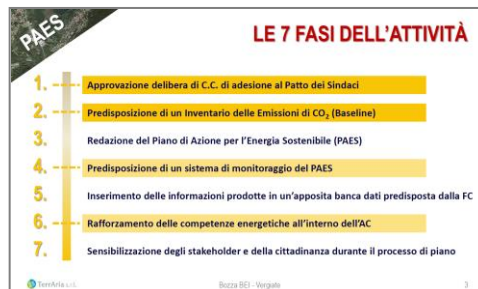 PAES
LE 7 FASI DELL'ATTIVITÀ
1. Approvazione delibera di C.C. di adesione al Patto dei Sindaci
2. Predisposizione di un Inventario delle Emissioni di CO₂ (Baseline)
3. Redazione del Piano di Azione per l'Energia Sostenibile (PAES)
4. Predisposizione di un sistema di monitoraggio del PAES
5. Inserimento delle informazioni prodotte in un'apposita banca dati predisposta dalla FC
6. Rafforzamento delle competenze energetiche all'interno dell'AC
7. Sensibilizzazione degli stakeholder e della cittadinanza durante il processo di piano
TerrAria s.r.l.
Bozza BEI - Vergiate
3